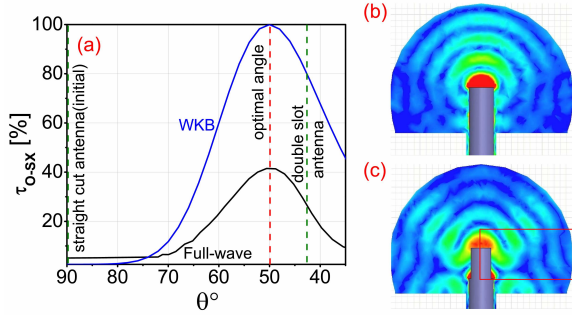 (a)
100
80
60
40
20
τo-sx [%]
straight cut antenna(initial)
WKB
Full-wave
optimal angle
double slot
antenna
90 80 70 60 50 40
θ°
(b)
(c)